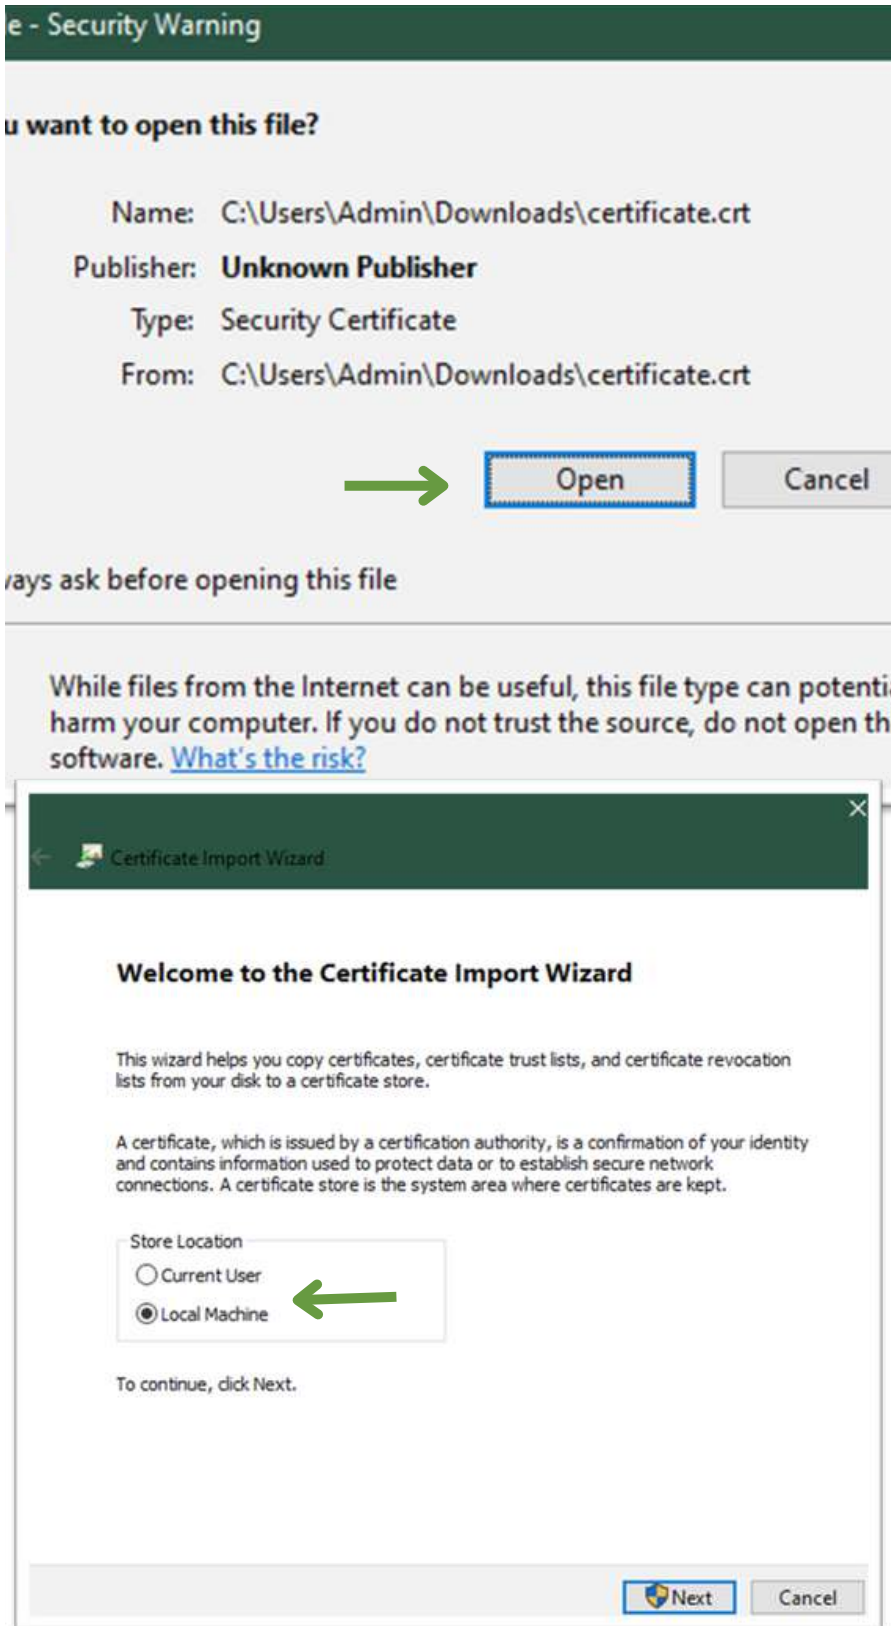 e - Security Warning
u want to open this file?
Name: C:\Users\Admin\Downloads\certificate.crt
Publisher: Unknown Publisher
Type: Security Certificate
From: C:\Users\Admin\Downloads\certificate.crt
Open Cancel
ways ask before opening this file
While files from the Internet can be useful, this file type can potentia
harm your computer. If you do not trust the source, do not open th
software. What's the risk?
Certificate Import Wizard
Welcome to the Certificate Import Wizard
This wizard helps you copy certificates, certificate trust lists, and certificate revocation
lists from your disk to a certificate store.
A certificate, which is issued by a certification authority, is a confirmation of your identity
and contains information used to protect data or to establish secure network
connections. A certificate store is the system area where certificates are kept.
Store Location
Current User
Local Machine
To continue, click Next.
Next Cancel